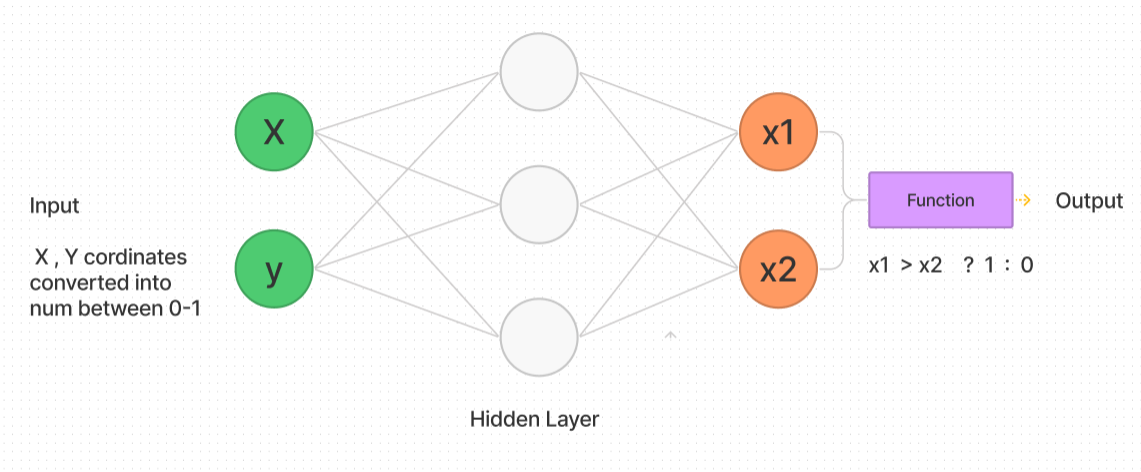 X
x1
Input
Function
Output
X , Y cordinates
converted into
num between 0-1
y
x2
x1 > x2 ? 1 : 0
Hidden Layer